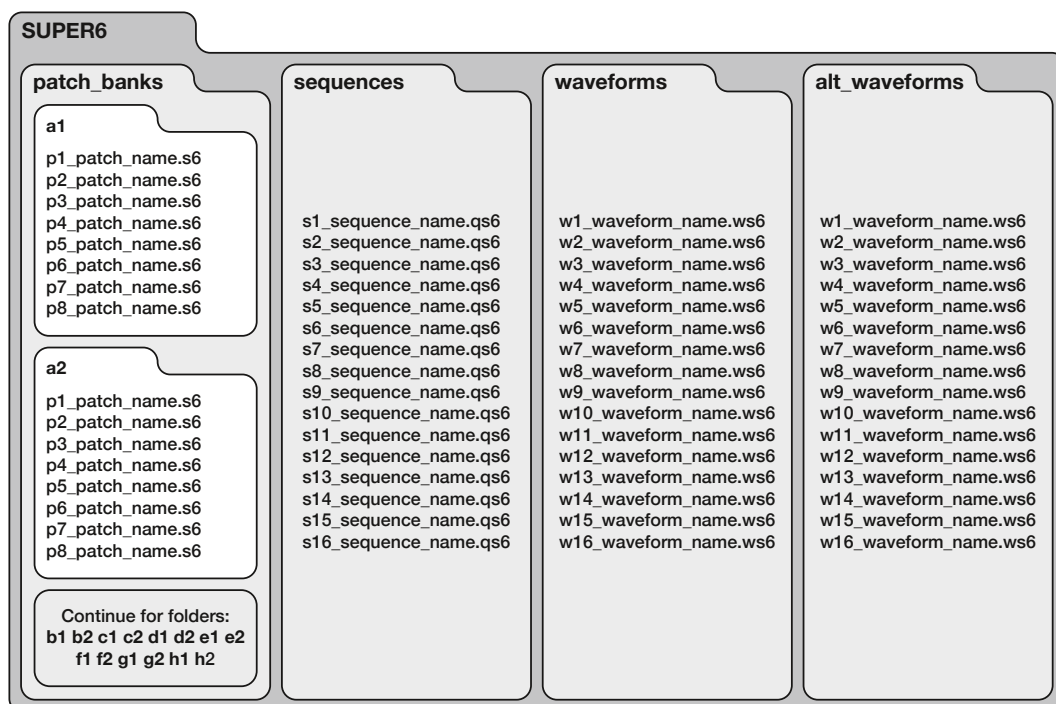 SUPER6
patch_banks
a1
p1_patch_name.s6
p2_patch_name.s6
p3_patch_name.s6
p4_patch_name.s6
p5_patch_name.s6
p6_patch_name.s6
p7_patch_name.s6
p8_patch_name.s6
a2
p1_patch_name.s6
p2_patch_name.s6
p3_patch_name.s6
p4_patch_name.s6
p5_patch_name.s6
p6_patch_name.s6
p7_patch_name.s6
p8_patch_name.s6
Continue for folders:
b1 b2 c1 c2 d1 d2 e1 e2
f1 f2 g1 g2 h1 h2
sequences
s1_sequence_name.qs6
s2_sequence_name.qs6
s3_sequence_name.qs6
s4_sequence_name.qs6
s5_sequence_name.qs6
s6_sequence_name.qs6
s7_sequence_name.qs6
s8_sequence_name.qs6
s9_sequence_name.qs6
s10_sequence_name.qs6
s11_sequence_name.qs6
s12_sequence_name.qs6
s13_sequence_name.qs6
s14_sequence_name.qs6
s15_sequence_name.qs6
s16_sequence_name.qs6
waveforms
w1_waveform_name.ws6
w2_waveform_name.ws6
w3_waveform_name.ws6
w4_waveform_name.ws6
w5_waveform_name.ws6
w6_waveform_name.ws6
w7_waveform_name.ws6
w8_waveform_name.ws6
w9_waveform_name.ws6
w10_waveform_name.ws6
w11_waveform_name.ws6
w12_waveform_name.ws6
w13_waveform_name.ws6
w14_waveform_name.ws6
w15_waveform_name.ws6
w16_waveform_name.ws6
alt_waveforms
w1_waveform_name.ws6
w2_waveform_name.ws6
w3_waveform_name.ws6
w4_waveform_name.ws6
w5_waveform_name.ws6
w6_waveform_name.ws6
w7_waveform_name.ws6
w8_waveform_name.ws6
w9_waveform_name.ws6
w10_waveform_name.ws6
w11_waveform_name.ws6
w12_waveform_name.ws6
w13_waveform_name.ws6
w14_waveform_name.ws6
w15_waveform_name.ws6
w16_waveform_name.ws6